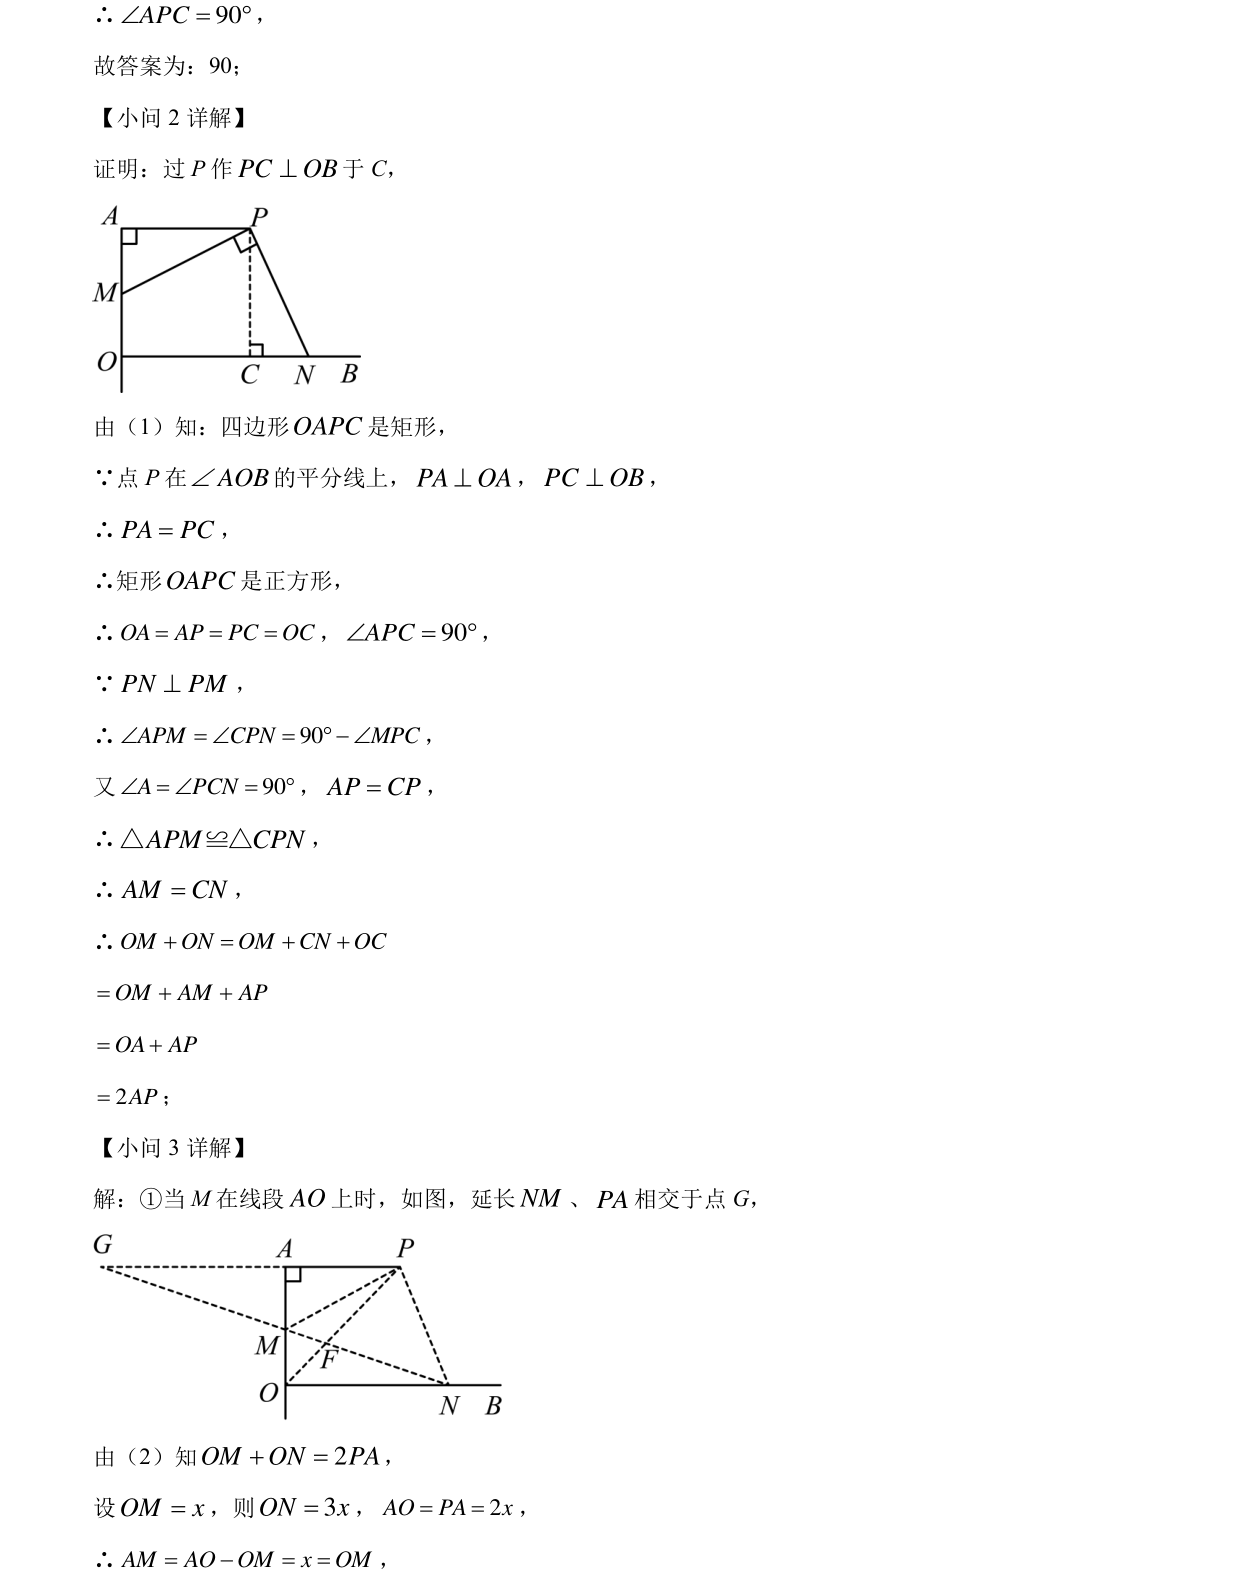 ∴∠APC=90°，
故答案为：90；
【小问 2 详解】
证明：过 P 作 PC⊥OB 于 C，
A P
M
O C N B
由（1）知：四边形 OAPC 是矩形，
∵点 P 在∠AOB 的平分线上，PA⊥OA，PC⊥OB，
∴PA=PC，
∴矩形 OAPC 是正方形，
∴OA=AP=PC=OC，∠APC=90°，
∵PN⊥PM，
∴∠APM=∠CPN=90°−∠MPC，
又∠A=∠PCN=90°，AP=CP，
∴△APM≌△CPN，
∴AM=CN，
∴OM+ON=OM+CN+OC
=OM+AM+AP
=OA+AP
=2AP；
【小问 3 详解】
解：①当 M 在线段 AO 上时，如图，延长 NM、PA 相交于点 G，
G A P
M F
O N B
由（2）知 OM+ON=2PA，
设 OM=x，则 ON=3x，AO=PA=2x，
∴AM=AO−OM=x=OM，